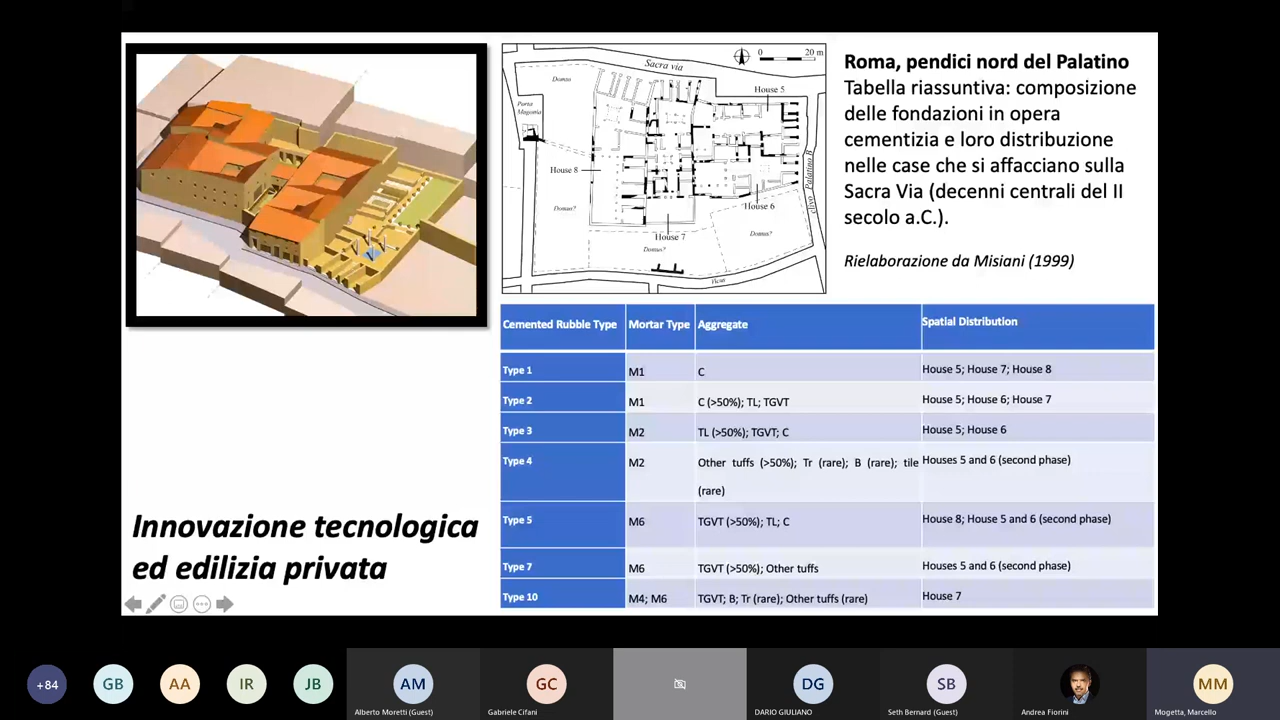 Sacra via
0 20 m
House 5
Domus
Porta
Mugonia
House 8
Domus?
House 6
House 7
Domus?
Domus?
Vicus
Roma, pendici nord del Palatino
Tabella riassuntiva: composizione
delle fondazioni in opera
cementizia e loro distribuzione
nelle case che si affacciano sulla
Sacra Via (decenni centrali del II
secolo a.C.).
Rielaborazione da Misiani (1999)
Innovazione tecnologica
ed edilizia privata
Cemented Rubble Type Mortar Type Aggregate Spatial Distribution
Type 1 M1 C House 5; House 7; House 8
Type 2 M1 C (>50%); TL; TGVT House 5; House 6; House 7
Type 3 M2 TL (>50%); TGVT; C House 5; House 6
Type 4 M2 Other tuffs (>50%); Tr (rare); B (rare); tile Houses 5 and 6 (second phase)
(rare)
Type 5 M6 TGVT (>50%); TL; C House 8; House 5 and 6 (second phase)
Type 7 M6 TGVT (>50%); Other tuffs Houses 5 and 6 (second phase)
Type 10 M4; M6 TGVT; B; Tr (rare); Other tuffs (rare) House 7
+84 GB AA IR JB AM GC DG SB MM
Alberto Moretti (Guest) Gabriele Cifani DARIO GIULIANO Seth Bernard (Guest) Andrea Fiorini Mogetta, Marcello